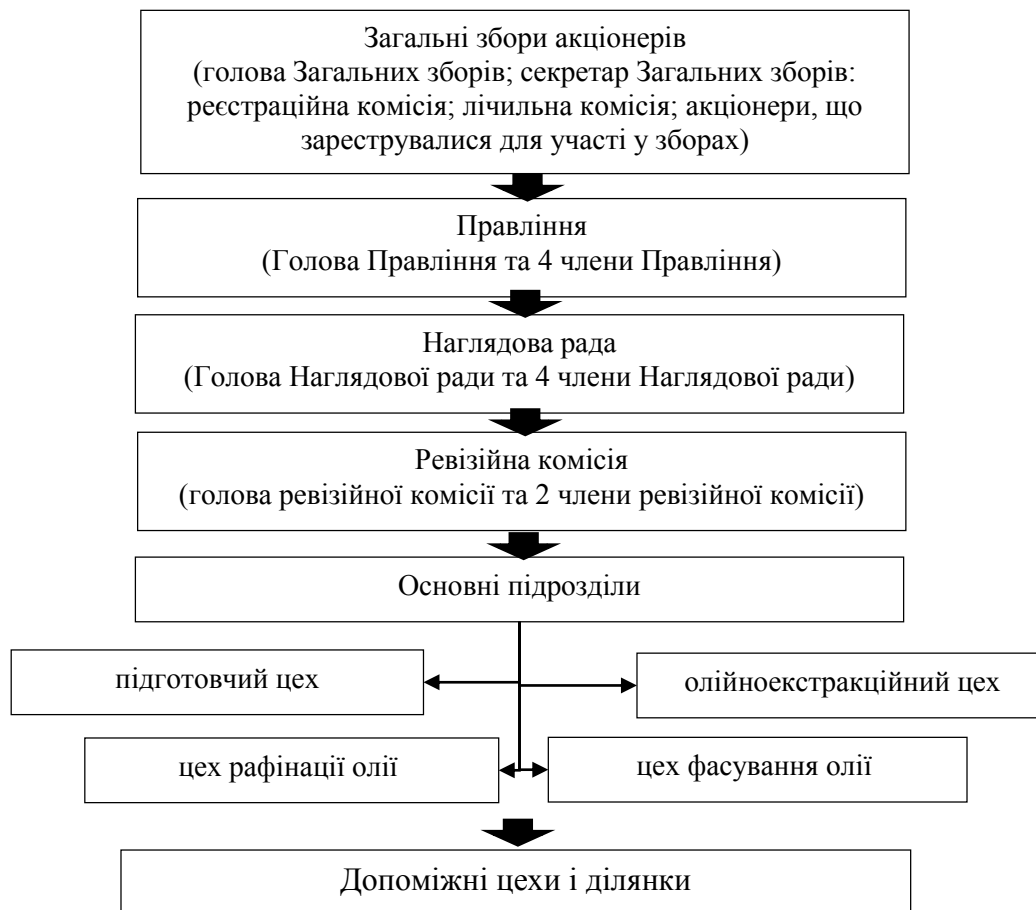 Загальні збори акціонерів
(голова Загальних зборів; секретар Загальних зборів:
реєстраційна комісія; лічильна комісія; акціонери, що
зареструвалися для участі у зборах)
Правління
(Голова Правління та 4 члени Правління)
Наглядова рада
(Голова Наглядової ради та 4 члени Наглядової ради)
Ревізійна комісія
(голова ревізійної комісії та 2 члени ревізійної комісії)
Основні підрозділи
підготовчий цех
олійноекстракційний цех
цех рафінації олії
цех фасування олії
Допоміжні цехи і ділянки